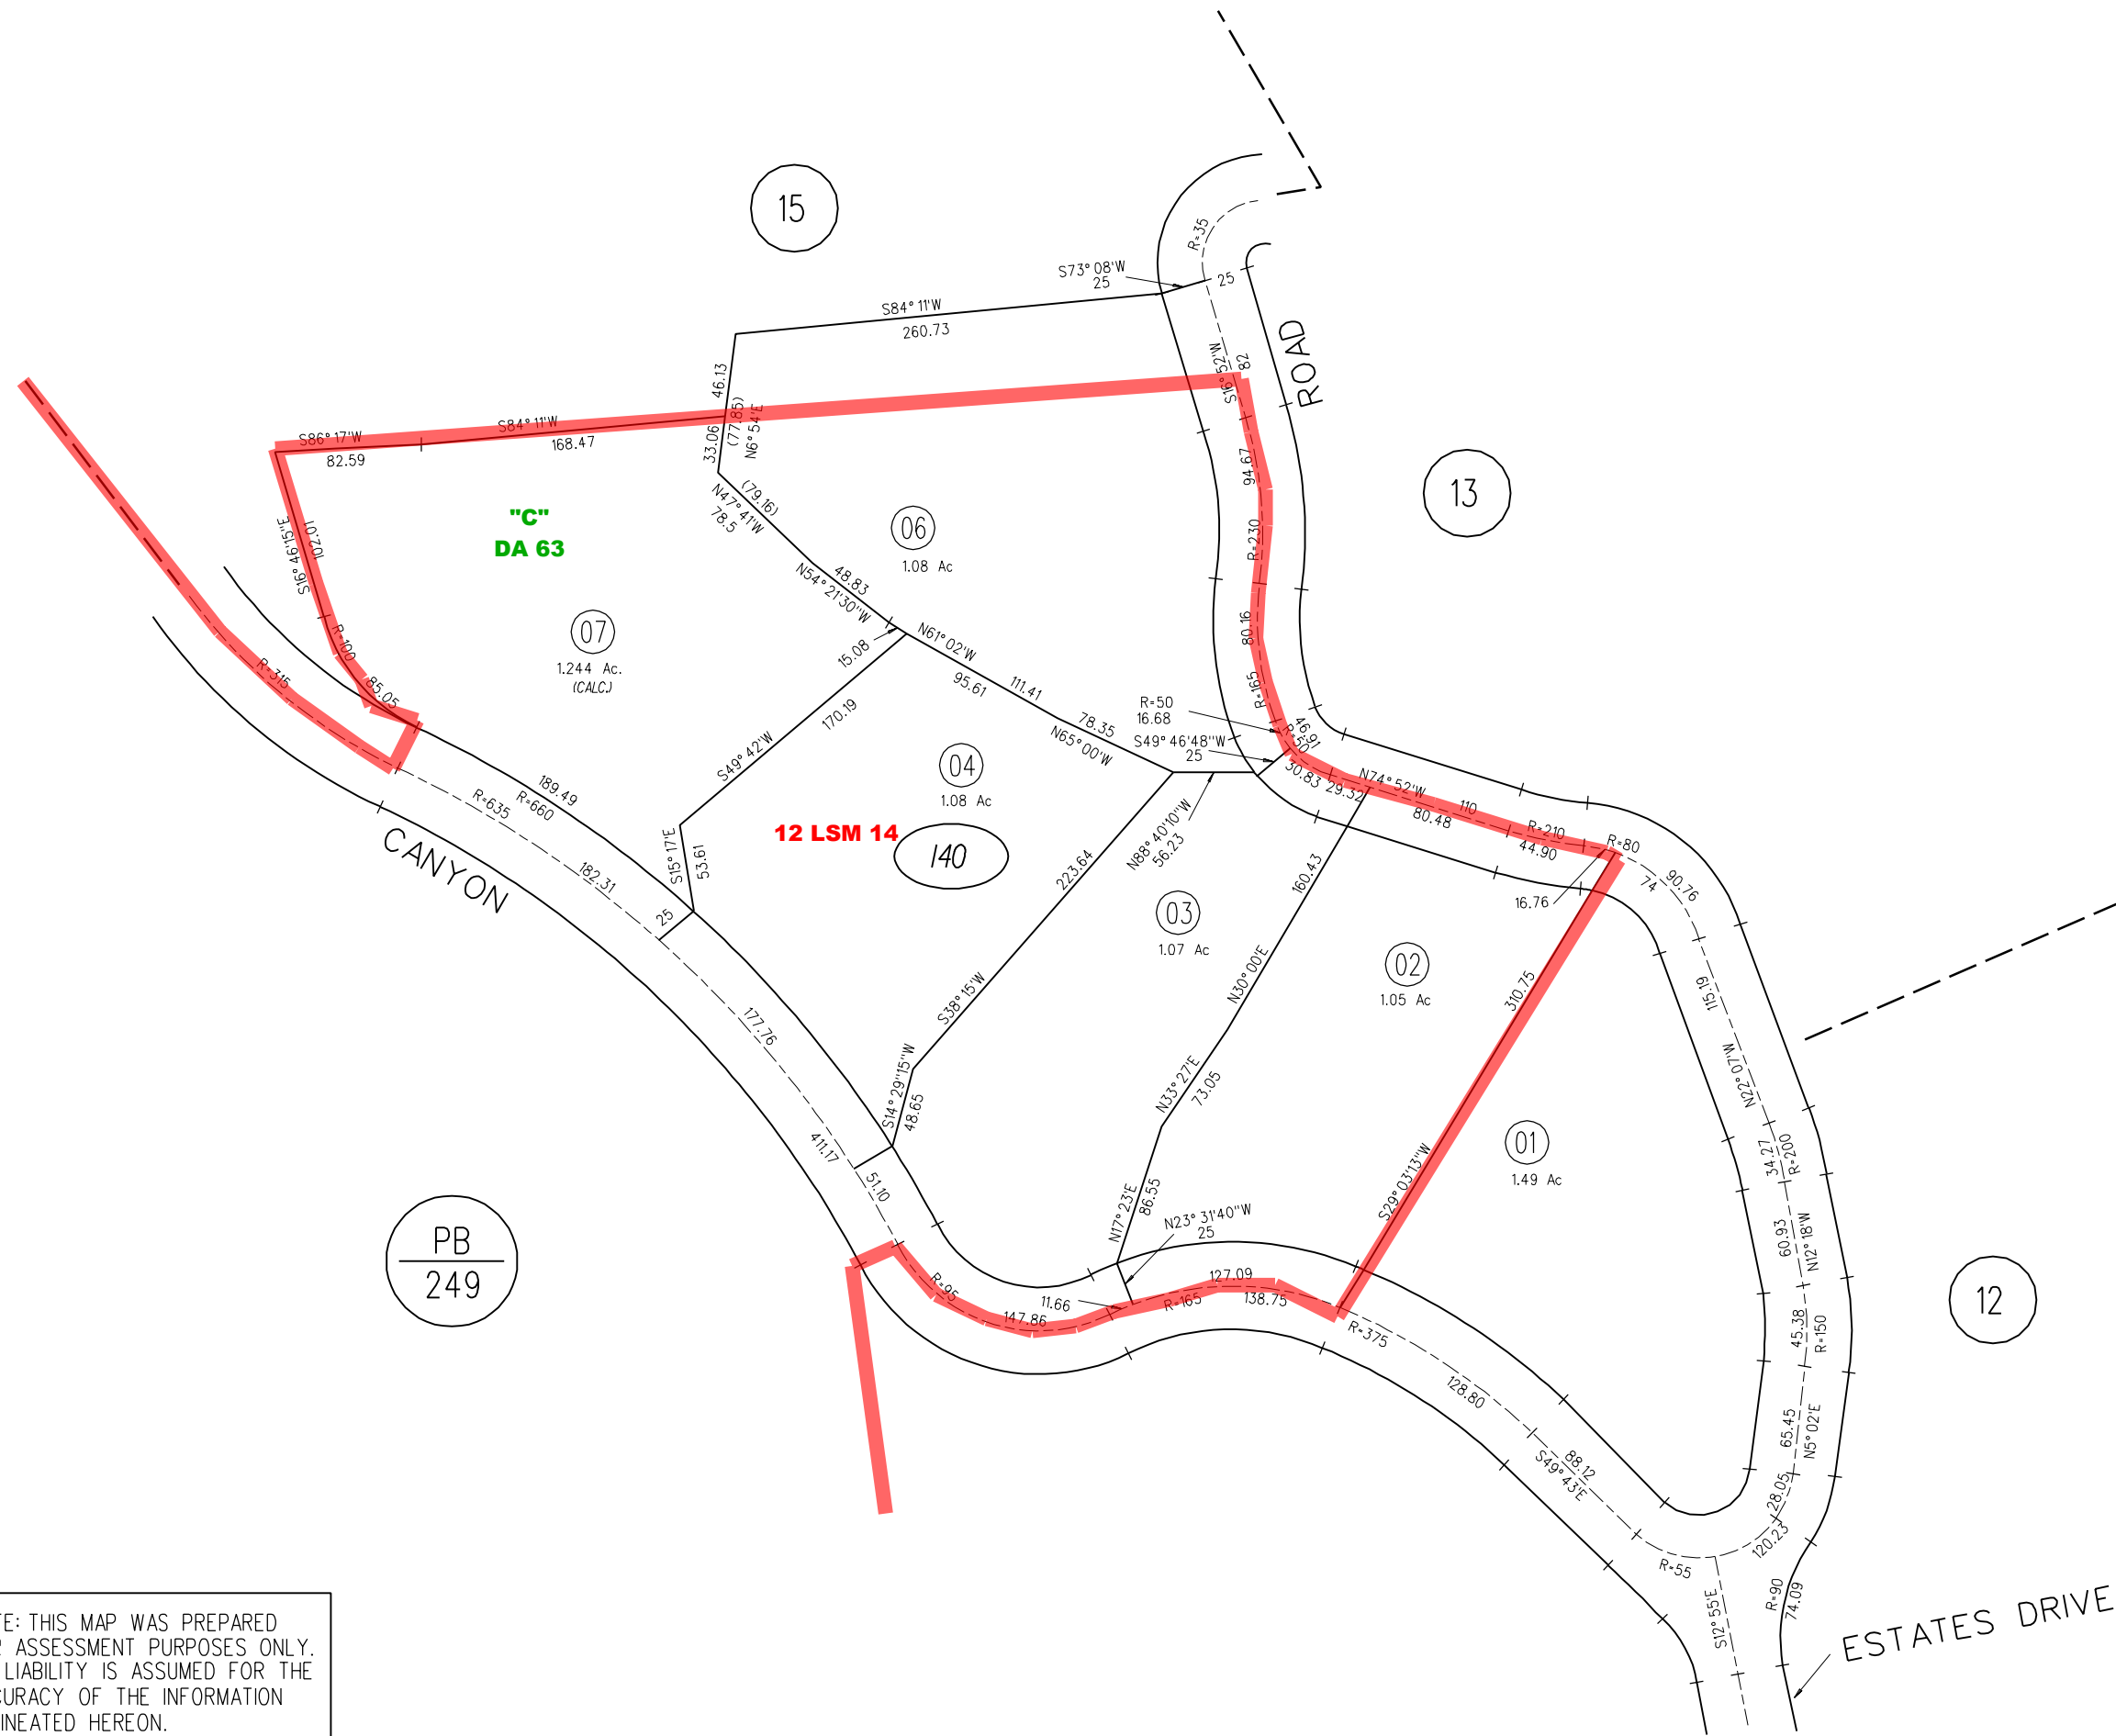 15
S73° 08'W
25
R=35
25
S84° 11'W
260.73
S16° 52'W
82
ROAD
46.13
(77.85)
N6° 54'E
33.06
S86° 17'W
82.59
S84° 11'W
168.47
94.67
13
"C"
DA 63
S16° 46'15"E
102.01
(79.16)
N47° 41'W
78.5
06
1.08 Ac
R=230
48.83
N54° 21'30"W
80.16
07
1.244 Ac.
(CALC.)
R=100
85.05
R=315
15.08
N61° 02'W
95.61
111.41
170.19
78.35
N65° 00'W
R=165
R=50
16.68
S49° 46'48"W
25
46.91
R=50
30.83
29.32
N74° 52'W
110
80.48
R=210
44.90
R=80
90.76
74
16.76
S49° 42'W
04
1.08 Ac
189.49
R=660
R=635
12 LSM 14
140
CANYON
S15° 17'E
53.61
182.31
25
N88° 40'10"W
56.23
223.64
160.43
03
1.07 Ac
02
1.05 Ac
310.75
N30° 00'E
S38° 15'W
115.19
N22° 07'W
177.76
S14° 29'15"W
48.65
N33° 27'E
73.05
411.17
51.10
01
1.49 Ac
S29° 03'13"W
34.27
R=200
N17° 23'E
86.55
N23° 31'40"W
25
60.93
N12° 18'W
PB
249
12
R=95
147.86
11.66
R=165
127.09
138.75
R=375
45.38
R=150
128.80
65.45
N5° 02'E
88.12
S49° 43'E
28.05
120.23
R=55
R=90
74.09
S12° 55'E
ESTATES DRIVE
TE: THIS MAP WAS PREPARED
R ASSESSMENT PURPOSES ONLY.
LIABILITY IS ASSUMED FOR THE
CURACY OF THE INFORMATION
INEATED HEREON.